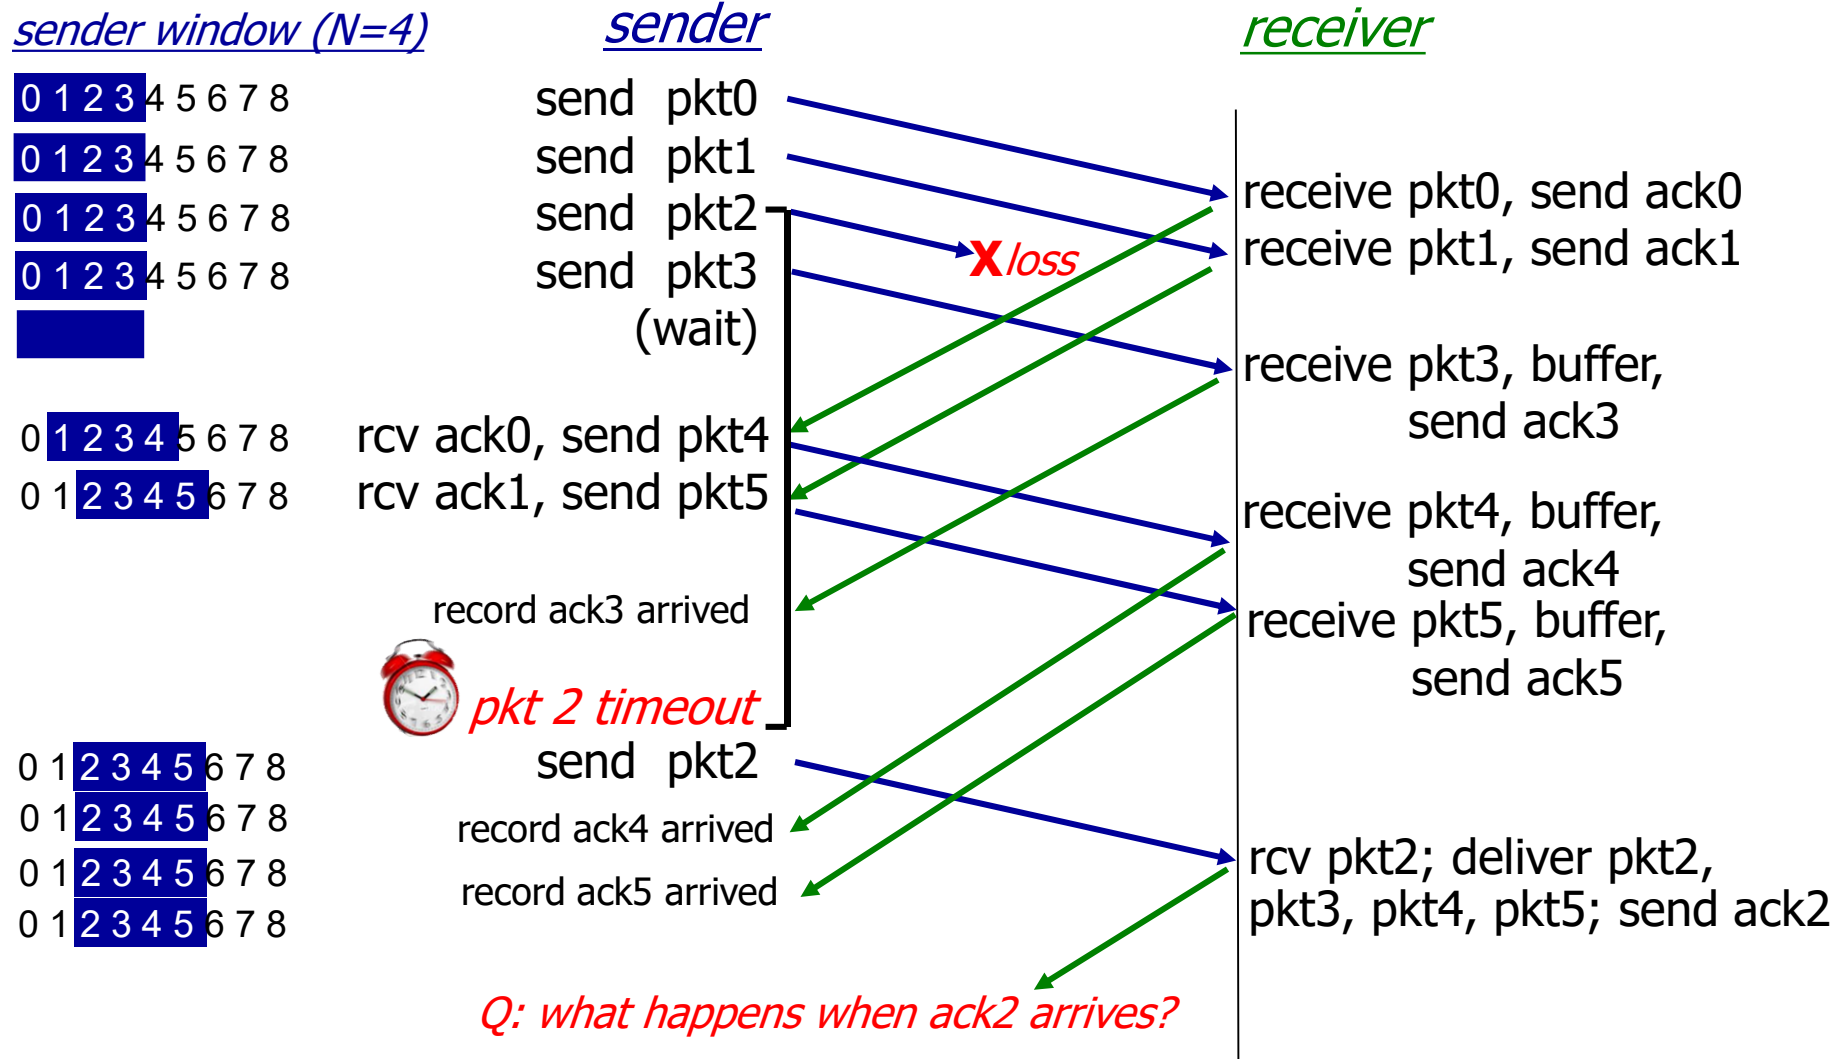 sender window (N=4) sender receiver
0 1 2 3 4 5 6 7 8 send pkt0
0 1 2 3 4 5 6 7 8 send pkt1
receive pkt0, send ack0
0 1 2 3 4 5 6 7 8 send pkt2
receive pkt1, send ack1
X loss
0 1 2 3 4 5 6 7 8 send pkt3
(wait)
receive pkt3, buffer,
send ack3
0 1 2 3 4 5 6 7 8 rcv ack0, send pkt4
0 1 2 3 4 5 6 7 8 rcv ack1, send pkt5
receive pkt4, buffer,
send ack4
record ack3 arrived
receive pkt5, buffer,
send ack5
pkt 2 timeout
0 1 2 3 4 5 6 7 8 send pkt2
0 1 2 3 4 5 6 7 8 record ack4 arrived
rcv pkt2; deliver pkt2,
0 1 2 3 4 5 6 7 8 record ack5 arrived
pkt3, pkt4, pkt5; send ack2
0 1 2 3 4 5 6 7 8
Q: what happens when ack2 arrives?